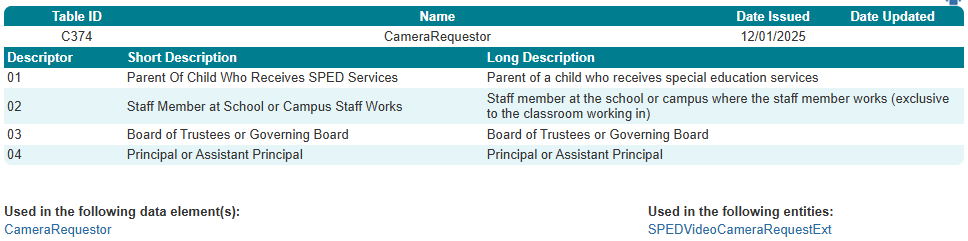 Table ID Name Date Issued Date Updated
C374 CameraRequestor 12/01/2025
Descriptor Short Description Long Description
01 Parent Of Child Who Receives SPED Services Parent of a child who receives special education services
02 Staff Member at School or Campus Staff Works Staff member at the school or campus where the staff member works (exclusive
to the classroom working in)
03 Board of Trustees or Governing Board Board of Trustees or Governing Board
04 Principal or Assistant Principal Principal or Assistant Principal
Used in the following data element(s): Used in the following entities:
CameraRequestor SPEDVideoCameraRequestExt